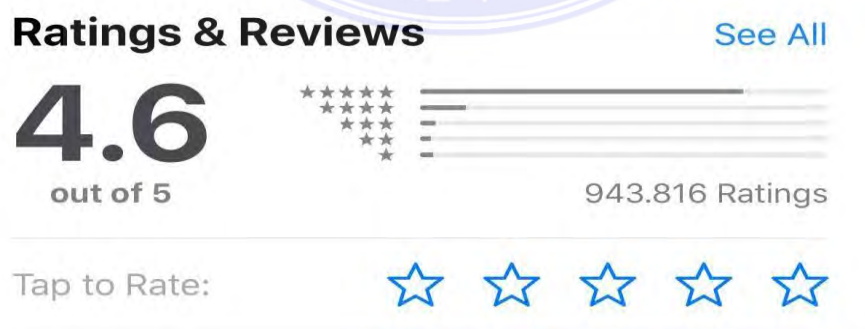 Ratings & Reviews See All
4.6
out of 5
943.816 Ratings
Tap to Rate: